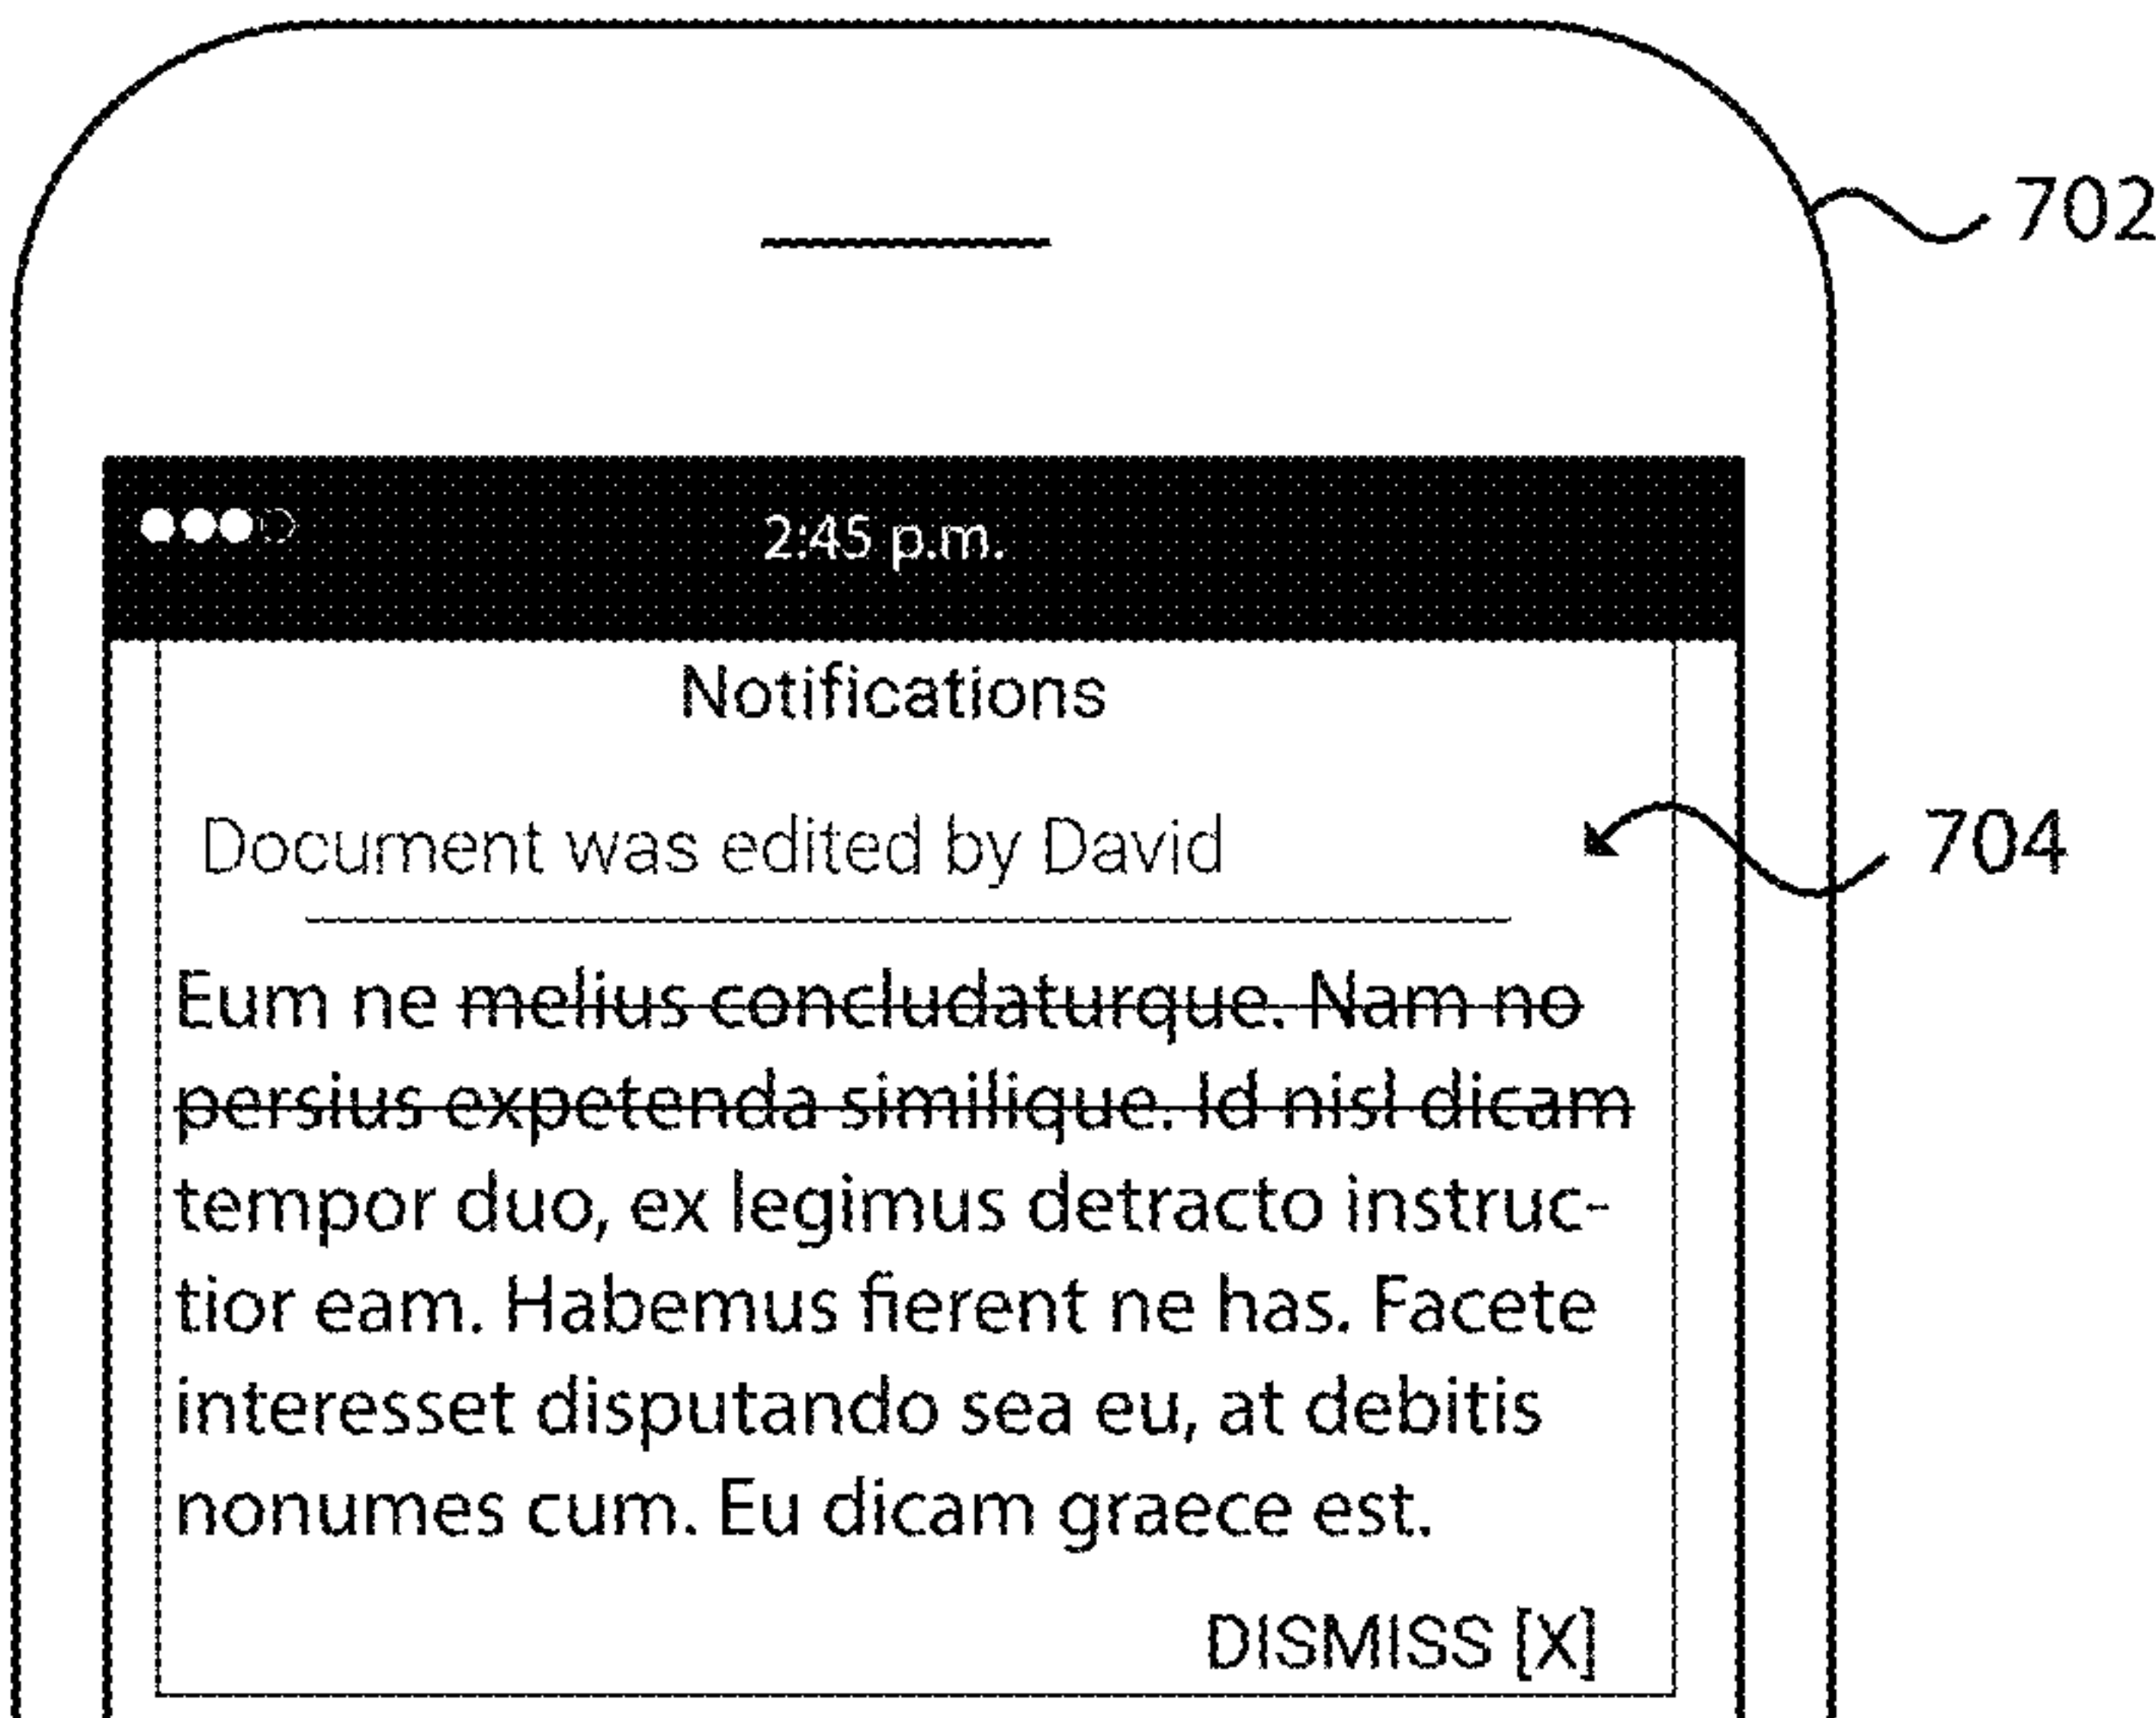 702
2:45 p.m.
Notifications
Document was edited by David
704
Eum ne melius concludaturque. Nam no
persius expetenda similique. Id nisl dicam
tempor duo, ex legimus detracto instruc-
tior eam. Habemus fierent ne has. Facete
interesset disputando sea eu, at debitis
nonumes cum. Eu dicam graece est.
DISMISS [X]